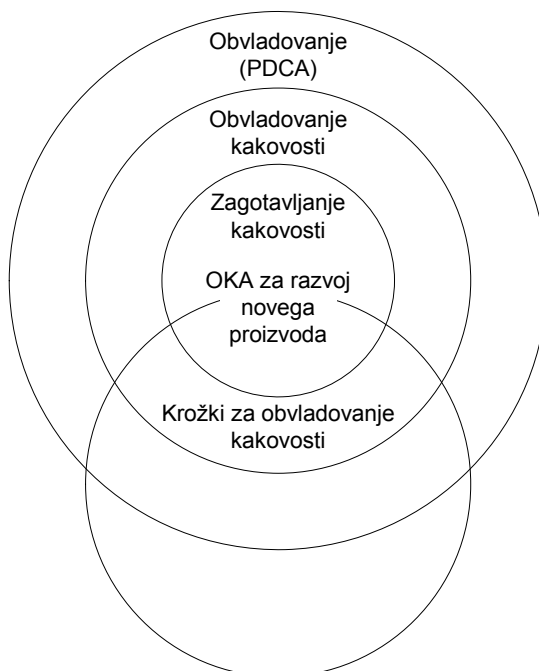 Obvladovanje
(PDCA)
Obvladovanje
kakovosti
Zagotavljanje
kakovosti
OKA za razvoj
novega
proizvoda
Krožki za obvladovanje
kakovosti